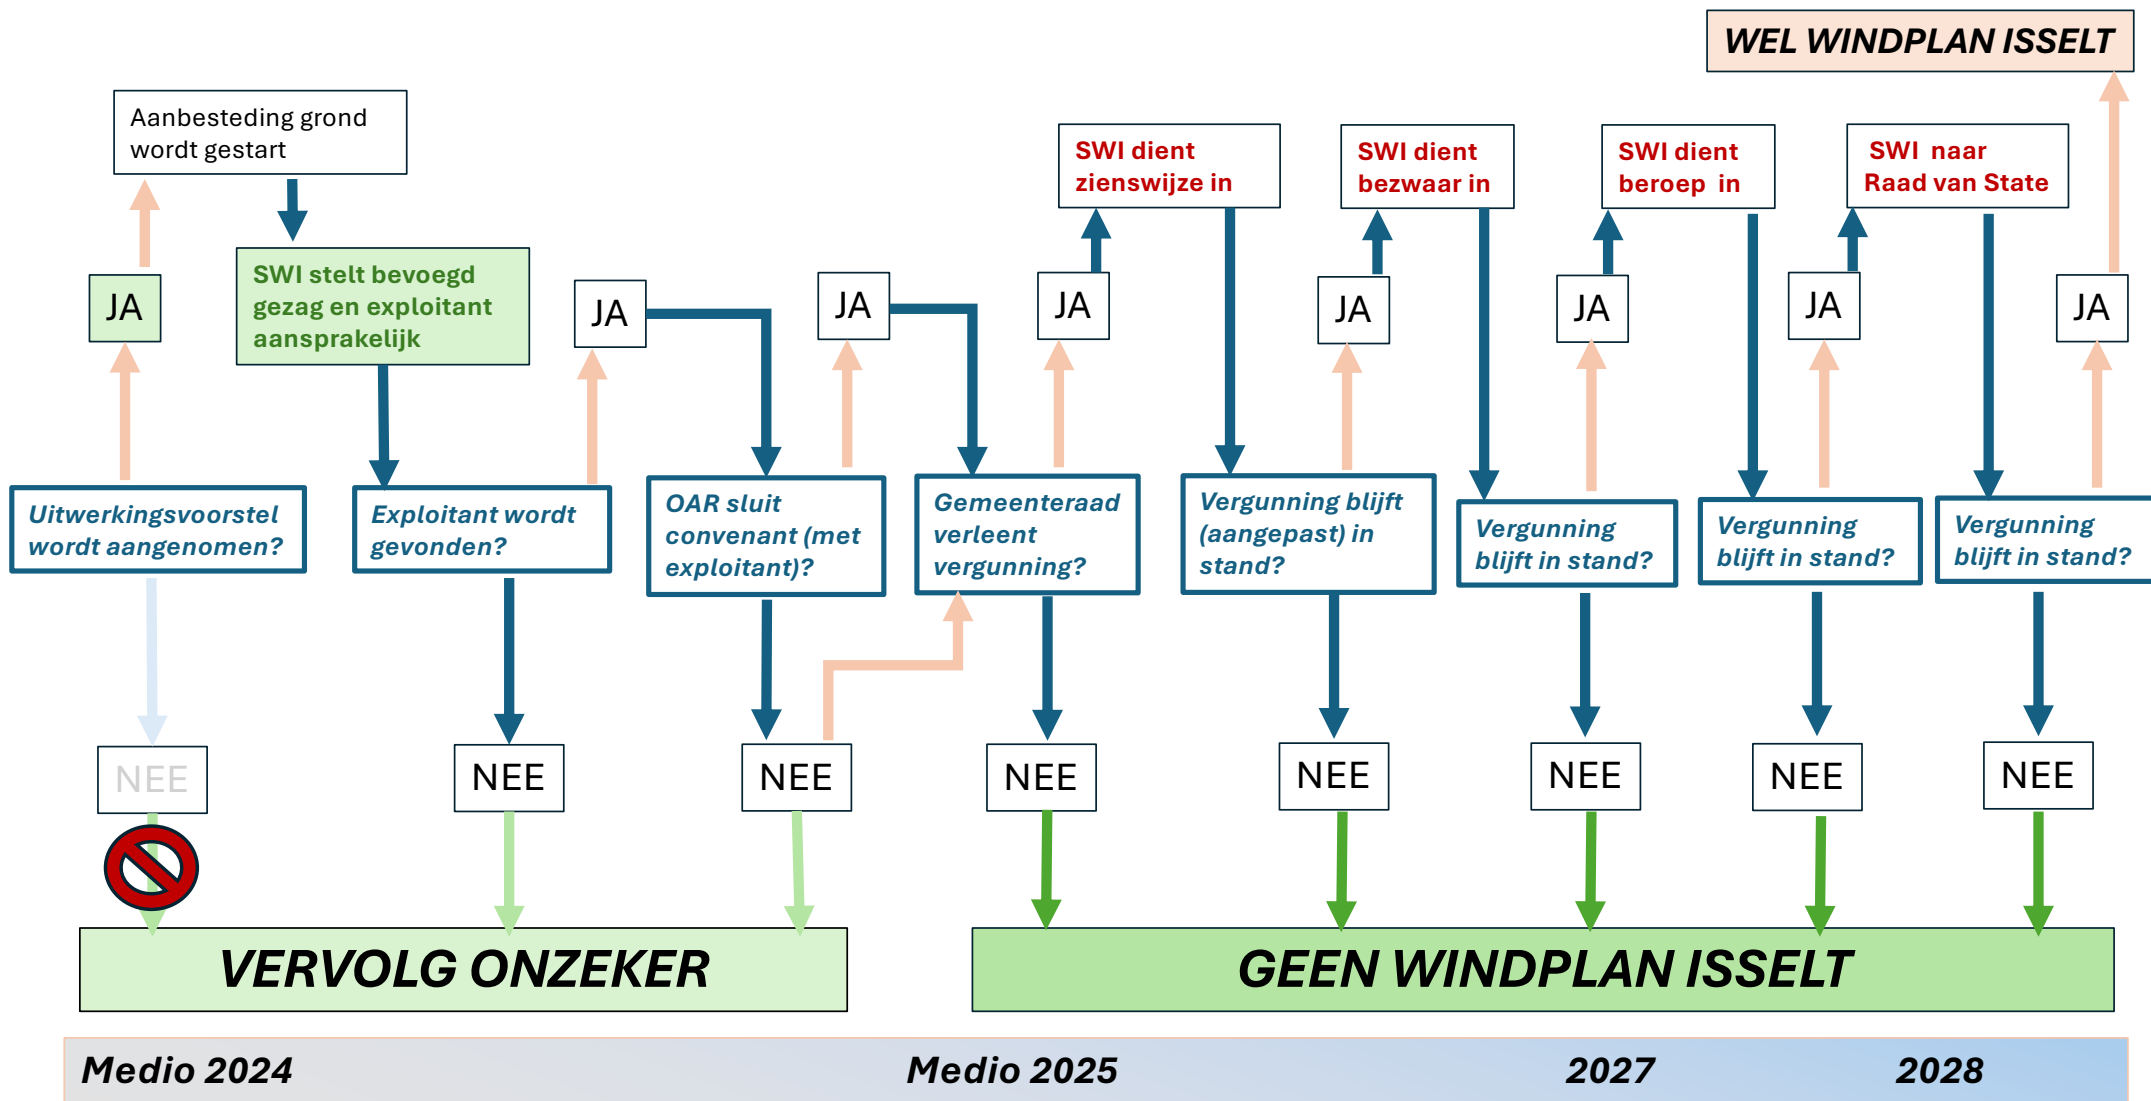 WEL WINDPLAN ISSELT
Aanbesteding grond
wordt gestart
SWI dient
zienswijze in
SWI dient
bezwaar in
SWI dient
beroep in
SWI naar
Raad van State
SWI stelt bevoegd
gezag en exploitant
aansprakelijk
JA
JA
JA
JA
JA
JA
JA
JA
Uitwerkingsvoorstel
wordt aangenomen?
Exploitant wordt
gevonden?
OAR sluit
convenant (met
exploitant)?
Gemeenteraad
verleent
vergunning?
Vergunning blijft
(aangepast) in
stand?
Vergunning
blijft in stand?
Vergunning
blijft in stand?
Vergunning
blijft in stand?
NEE
NEE
NEE
NEE
NEE
NEE
NEE
NEE
VERVOLG ONZEKER
GEEN WINDPLAN ISSELT
Medio 2024
Medio 2025
2027
2028